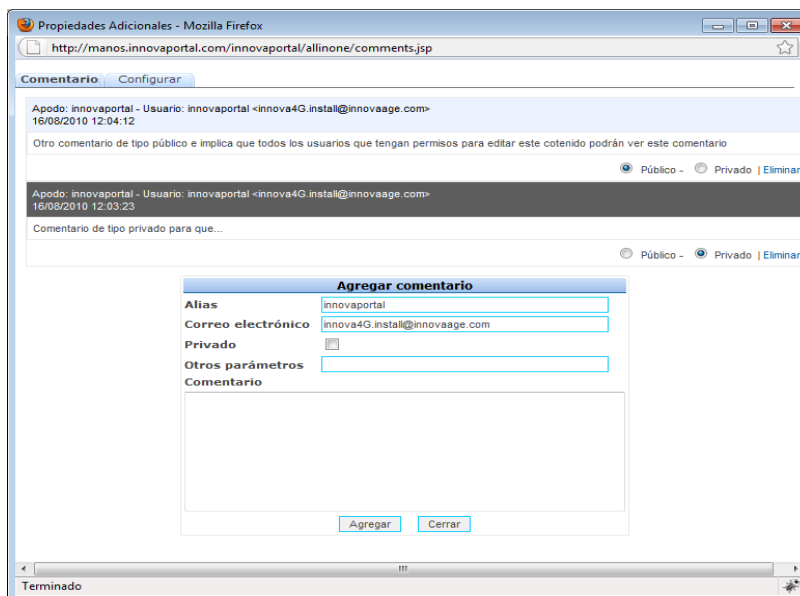 Propiedades Adicionales - Mozilla Firefox
http://manos.innovaportal.com/innovaportal/allinone/comments.jsp
Comentario Configurar
Apodo: innovaportal - Usuario: innovaportal <innova4G.install@innovaage.com>
16/08/2010 12:04:12
Otro comentario de tipo público e implica que todos los usuarios que tengan permisos para editar este cotenido podrán ver este comentario
Público - Privado | Eliminar
Apodo: innovaportal - Usuario: innovaportal <innova4G.install@innovaage.com>
16/08/2010 12:03:23
Comentario de tipo privado para que...
Público - Privado | Eliminar
Agregar comentario
Alias innovaportal
Correo electrónico innova4G.install@innovaage.com
Privado
Otros parámetros
Comentario
Agregar Cerrar
Terminado